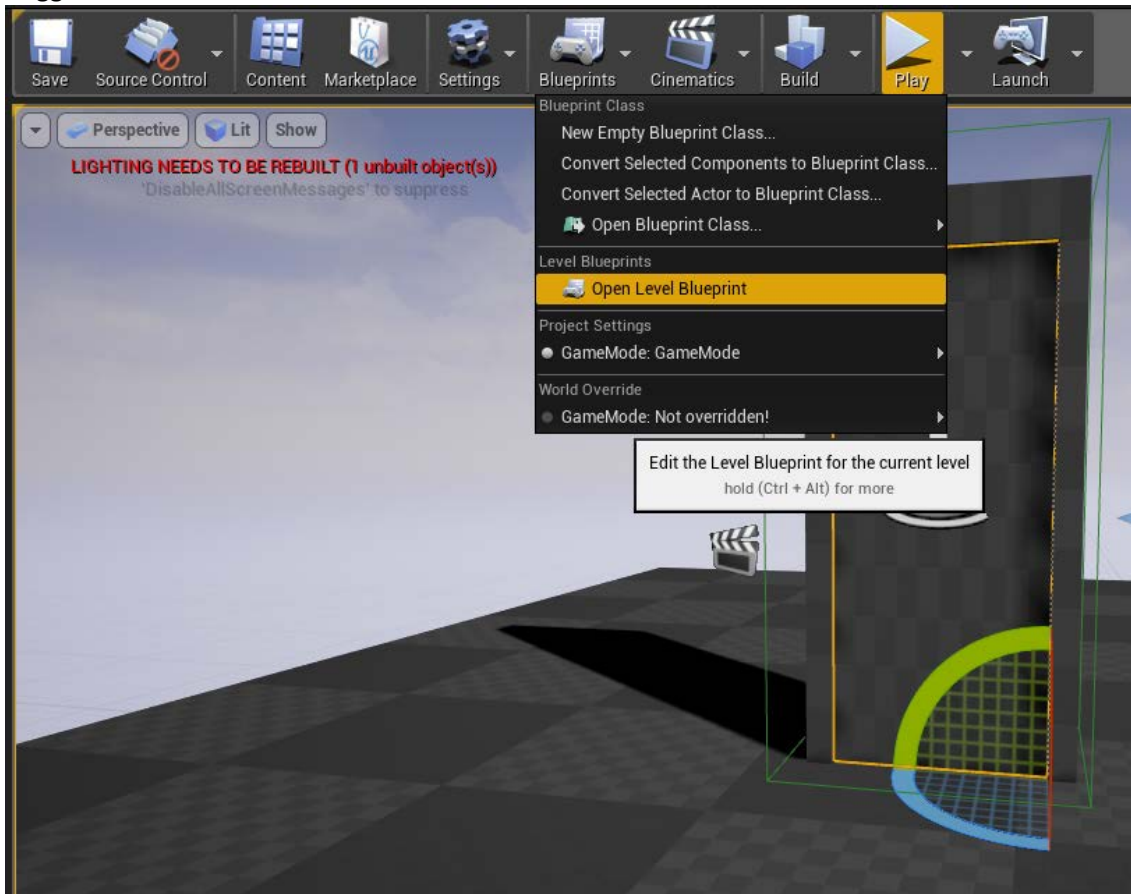 Save
Source Control
Content
Marketplace
Settings
Blueprints
Cinematics
Build
Play
Launch
Perspective
Lit
Show
LIGHTING NEEDS TO BE REBUILT (1 unbuilt object(s))
'DisableAllScreenMessages' to suppress
Blueprint Class
New Empty Blueprint Class...
Convert Selected Components to Blueprint Class...
Convert Selected Actor to Blueprint Class...
Open Blueprint Class...
Level Blueprints
Open Level Blueprint
Project Settings
GameMode: GameMode
World Override
GameMode: Not overridden!
Edit the Level Blueprint for the current level
hold (Ctrl + Alt) for more